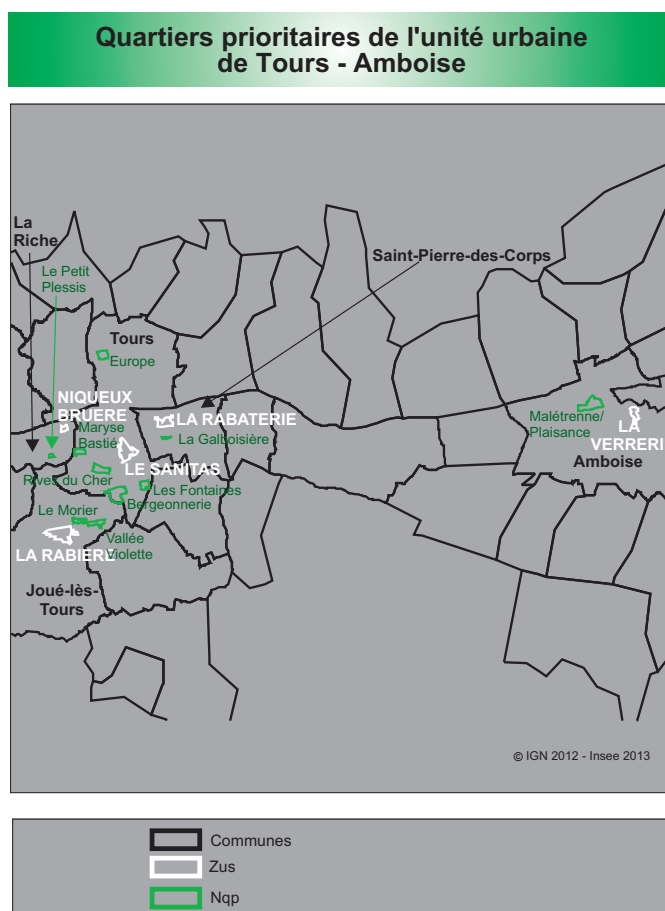 Quartiers prioritaires de l'unité urbaine
de Tours - Amboise
La
Riche
Saint-Pierre-des-Corps
Le Petit
Plessis
Tours
Europe
NIQUEUX
BRUERE
Maryse
Bastié
LA RABATERIE
La Galboisière
Malétrenne/
Plaisance
LA
VERRERI
Amboise
LE SANITAS
Rives du Cher
Les Fontaines
Bergeonnerie
Le Morier
Vallée
Violette
LA RABIERE
Joué-lès-
Tours
© IGN 2012 - Insee 2013
Communes
Zus
Nqp